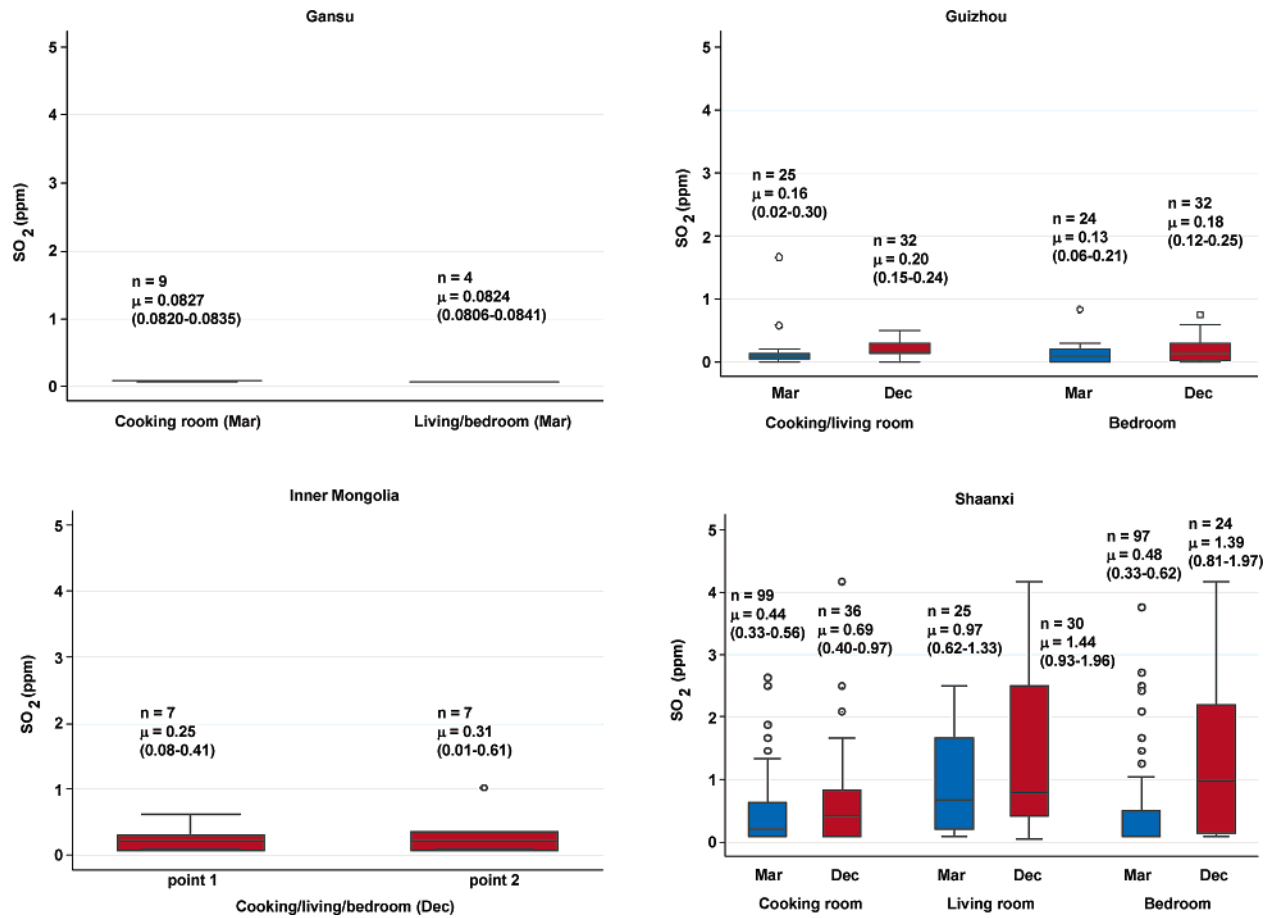 Gansu
5
4
3
2
1
0
SO2 (ppm)
n = 9
μ = 0.0827
(0.0820-0.0835)
n = 4
μ = 0.0824
(0.0806-0.0841)
Cooking room (Mar)
Living/bedroom (Mar)
Guizhou
5
4
3
2
1
0
SO2 (ppm)
n = 25
μ = 0.16
(0.02-0.30)
n = 32
μ = 0.20
(0.15-0.24)
n = 24
μ = 0.13
(0.06-0.21)
n = 32
μ = 0.18
(0.12-0.25)
Mar
Dec
Mar
Dec
Cooking/living room
Bedroom
Inner Mongolia
5
4
3
2
1
0
SO2 (ppm)
n = 7
μ = 0.25
(0.08-0.41)
n = 7
μ = 0.31
(0.01-0.61)
point 1
point 2
Cooking/living/bedroom (Dec)
Shaanxi
5
4
3
2
1
0
SO2 (ppm)
n = 99
μ = 0.44
(0.33-0.56)
n = 36
μ = 0.69
(0.40-0.97)
n = 25
μ = 0.97
(0.62-1.33)
n = 30
μ = 1.44
(0.93-1.96)
n = 97
μ = 0.48
(0.33-0.62)
n = 24
μ = 1.39
(0.81-1.97)
Mar
Dec
Mar
Dec
Mar
Dec
Cooking room
Living room
Bedroom